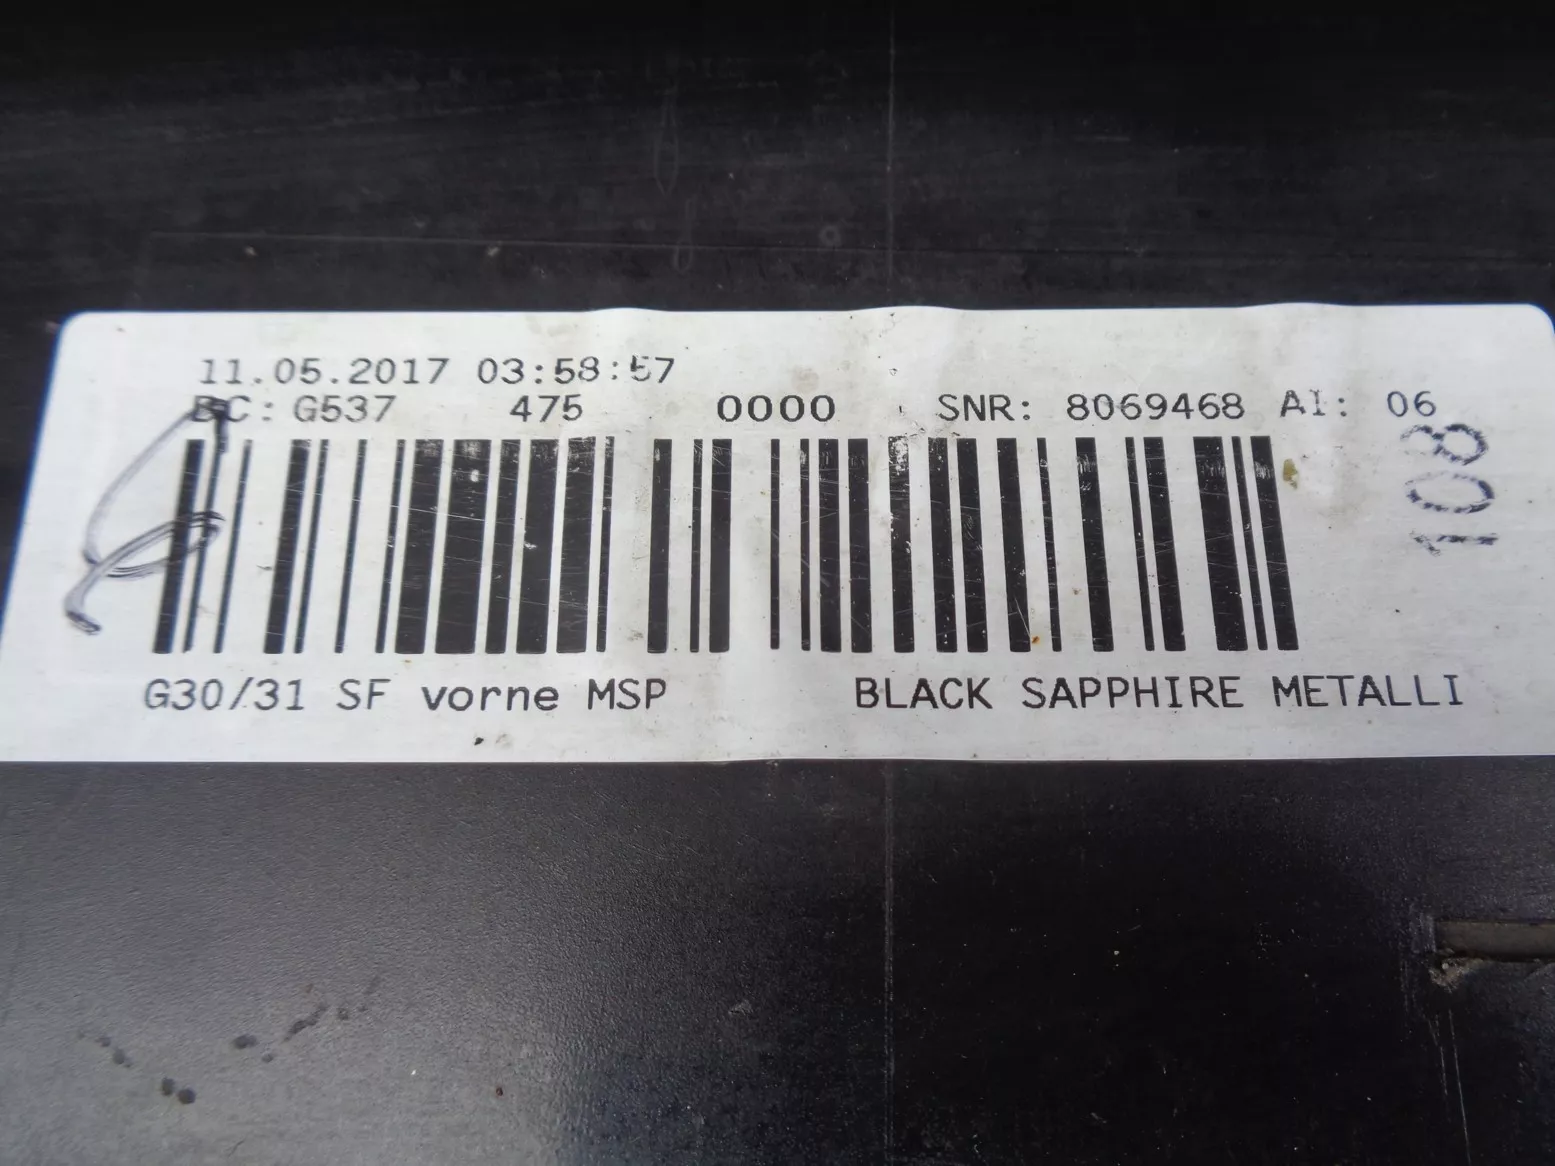 11.05.2017 03:58:57
BC: G537 475 0000 SNR: 8069468 AI: 06
108
G30/31 SF vorne MSP BLACK SAPPHIRE METALLI